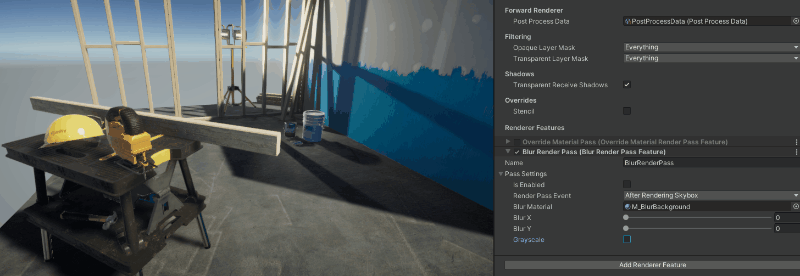 Forward Renderer
Post Process Data PostProcessData (Post Process Data)
Filtering
Opaque Layer Mask Everything
Transparent Layer Mask Everything
Shadows
Transparent Receive Shadows
Overrides
Stencil
Renderer Features
Override Material Pass (Override Material Render Pass Feature)
Blur Render Pass (Blur Render Pass Feature)
Name BlurRenderPass
Pass Settings
Is Enabled
Render Pass Event After Rendering Skybox
Blur Material M_BlurBackground
Blur X 0
Blur Y 0
Grayscale
Add Renderer Feature